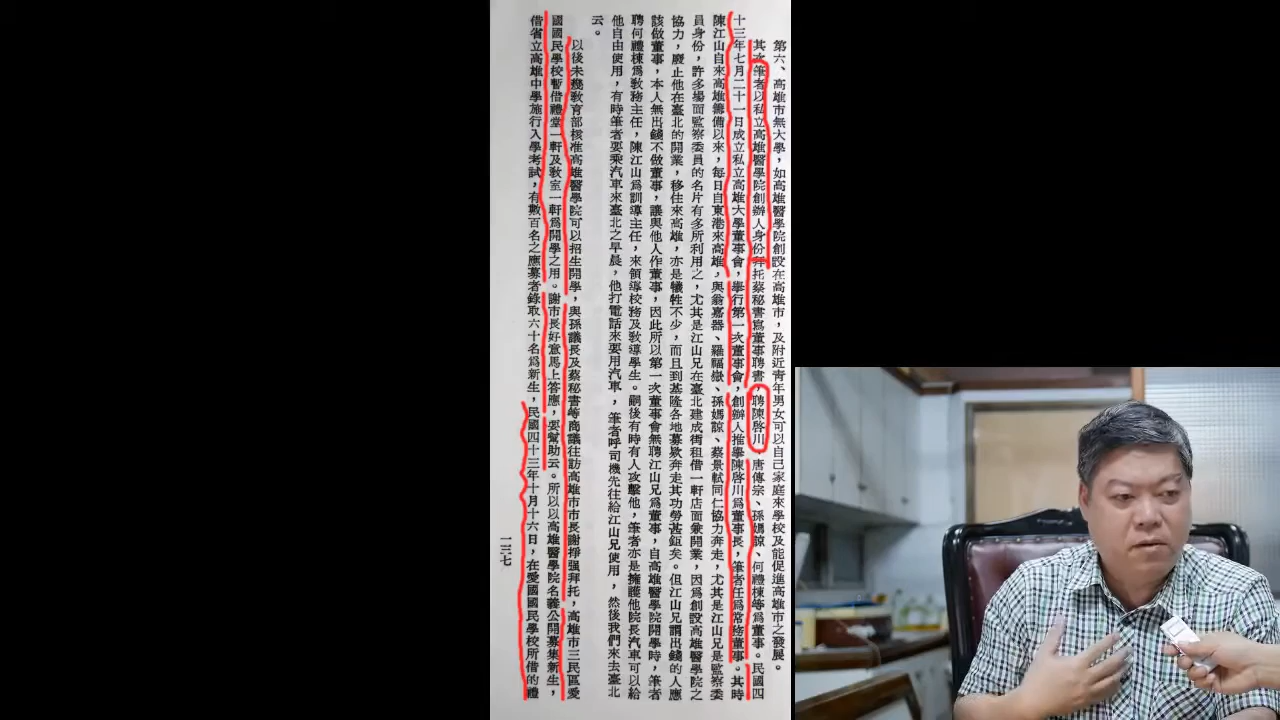 第六、高雄市無大學，如高雄醫學院創設在高雄市，及附近青年男女可以自己家庭來學校及能促進高雄市之發展。
其次筆者以私立高雄醫學院創辦人身份拜托蔡秘書寫董事聘書，聘陳啓川、唐傳宗、孫媽諒、何禮棟等爲董事。民國四
十三年七月二十一日成立私立高雄大學董事會，舉行第一次董事會，創辦人推舉陳啓川爲董事長，筆者任爲常務董事。其時
陳江山自來高雄籌備以來，每日自東港來高雄，與翁嘉器、羅福嶽、孫媽諒、蔡景軾同仁協力奔走，尤其是江山兄是監察委
員身份，許多場面監察委員的名片有多所利用之，尤其是江山兄在臺北建成街租借一軒店面兼開業，因爲創設高雄醫學院之
協力，廢止他在臺北的開業，移住來高雄，亦是犧牲不少，而且到基隆各地募欵奔走其功勞甚鉅矣。但江山兄謂出錢的人應
該做董事，本人無出錢不做董事，讓與他人作董事，因此所以第一次董事會無聘江山兄爲董事，自高雄醫學院開學時，筆者
聘何禮棟爲敎務主任，陳江山爲訓導主任，來領導校務及敎導學生。嗣後有時有人攻擊他，筆者亦是擁護他院長汽車可以給
他自由使用，有時筆者要乘汽車來臺北之早晨，他打電話來要用汽車，筆者呼司機先往給江山兄使用，然後我們來去臺北
云。
以後未幾敎育部核准高雄醫學院可以招生開學，與孫議長及蔡秘書等商議往訪高雄市市長謝掙强拜托，高雄市三民區愛
國國民學校暫借禮堂一軒及敎室一軒爲開學之用。謝市長好意馬上答應，要幫助云。所以以高雄醫學院名義公開募集新生，
借省立高雄中學施行入學考試，有數百名之應募者錄取六十名爲新生，民國四十三年十月十六日，在愛國國民學校所借的禮
一三七